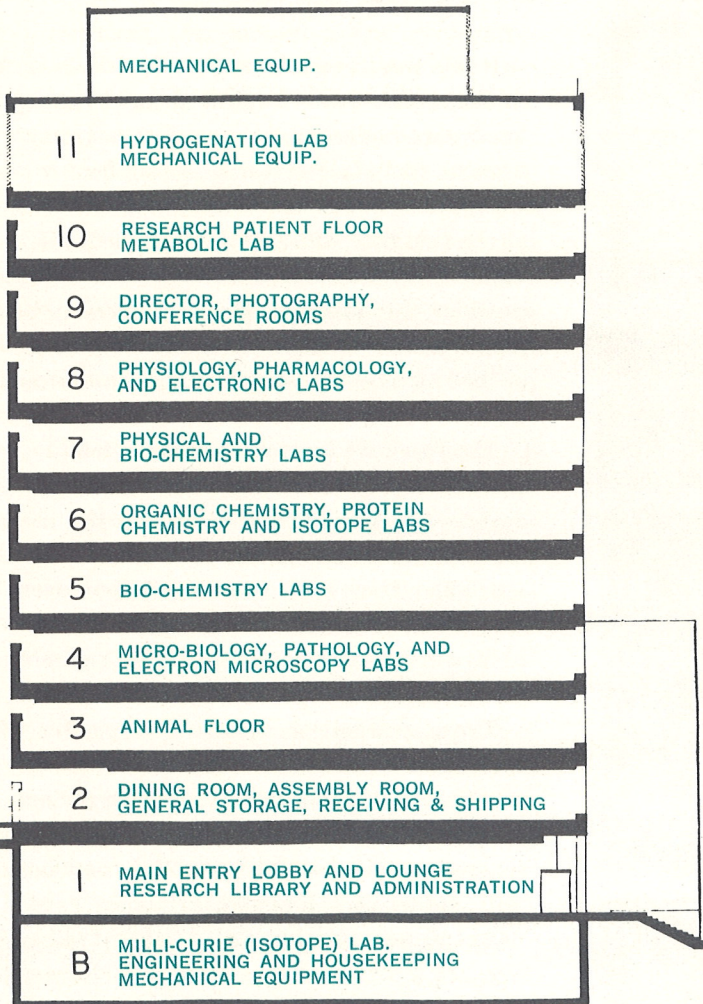 MECHANICAL EQUIP.
11 HYDROGENATION LAB
MECHANICAL EQUIP.
10 RESEARCH PATIENT FLOOR
METABOLIC LAB
9 DIRECTOR, PHOTOGRAPHY,
CONFERENCE ROOMS
8 PHYSIOLOGY, PHARMACOLOGY,
AND ELECTRONIC LABS
7 PHYSICAL AND
BIO-CHEMISTRY LABS
6 ORGANIC CHEMISTRY, PROTEIN
CHEMISTRY AND ISOTOPE LABS
5 BIO-CHEMISTRY LABS
4 MICRO-BIOLOGY, PATHOLOGY, AND
ELECTRON MICROSCOPY LABS
3 ANIMAL FLOOR
2 DINING ROOM, ASSEMBLY ROOM,
GENERAL STORAGE, RECEIVING & SHIPPING
1 MAIN ENTRY LOBBY AND LOUNGE
RESEARCH LIBRARY AND ADMINISTRATION
B MILLI-CURIE (ISOTOPE) LAB.
ENGINEERING AND HOUSEKEEPING
MECHANICAL EQUIPMENT